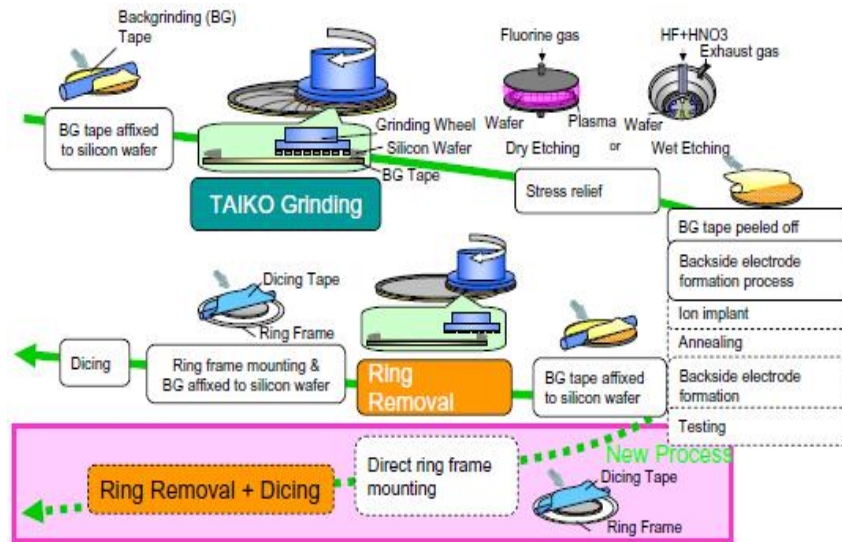 Backgrinding (BG)
Tape
BG tape affixed
to silicon wafer
Grinding Wheel
Silicon Wafer
BG Tape
TAIKO Grinding
Fluorine gas
Wafer
Plasma
Dry Etching
or
HF+HNO3
Exhaust gas
Wafer
Wet Etching
Stress relief
BG tape peeled off
Backside electrode
formation process
Ion implant
Annealing
Backside electrode
formation
Testing
BG tape affixed
to silicon wafer
Ring
Removal
Dicing Tape
Ring Frame
Ring frame mounting &
BG affixed to silicon wafer
Dicing
New Process
Direct ring frame
mounting
Dicing Tape
Ring Frame
Ring Removal + Dicing